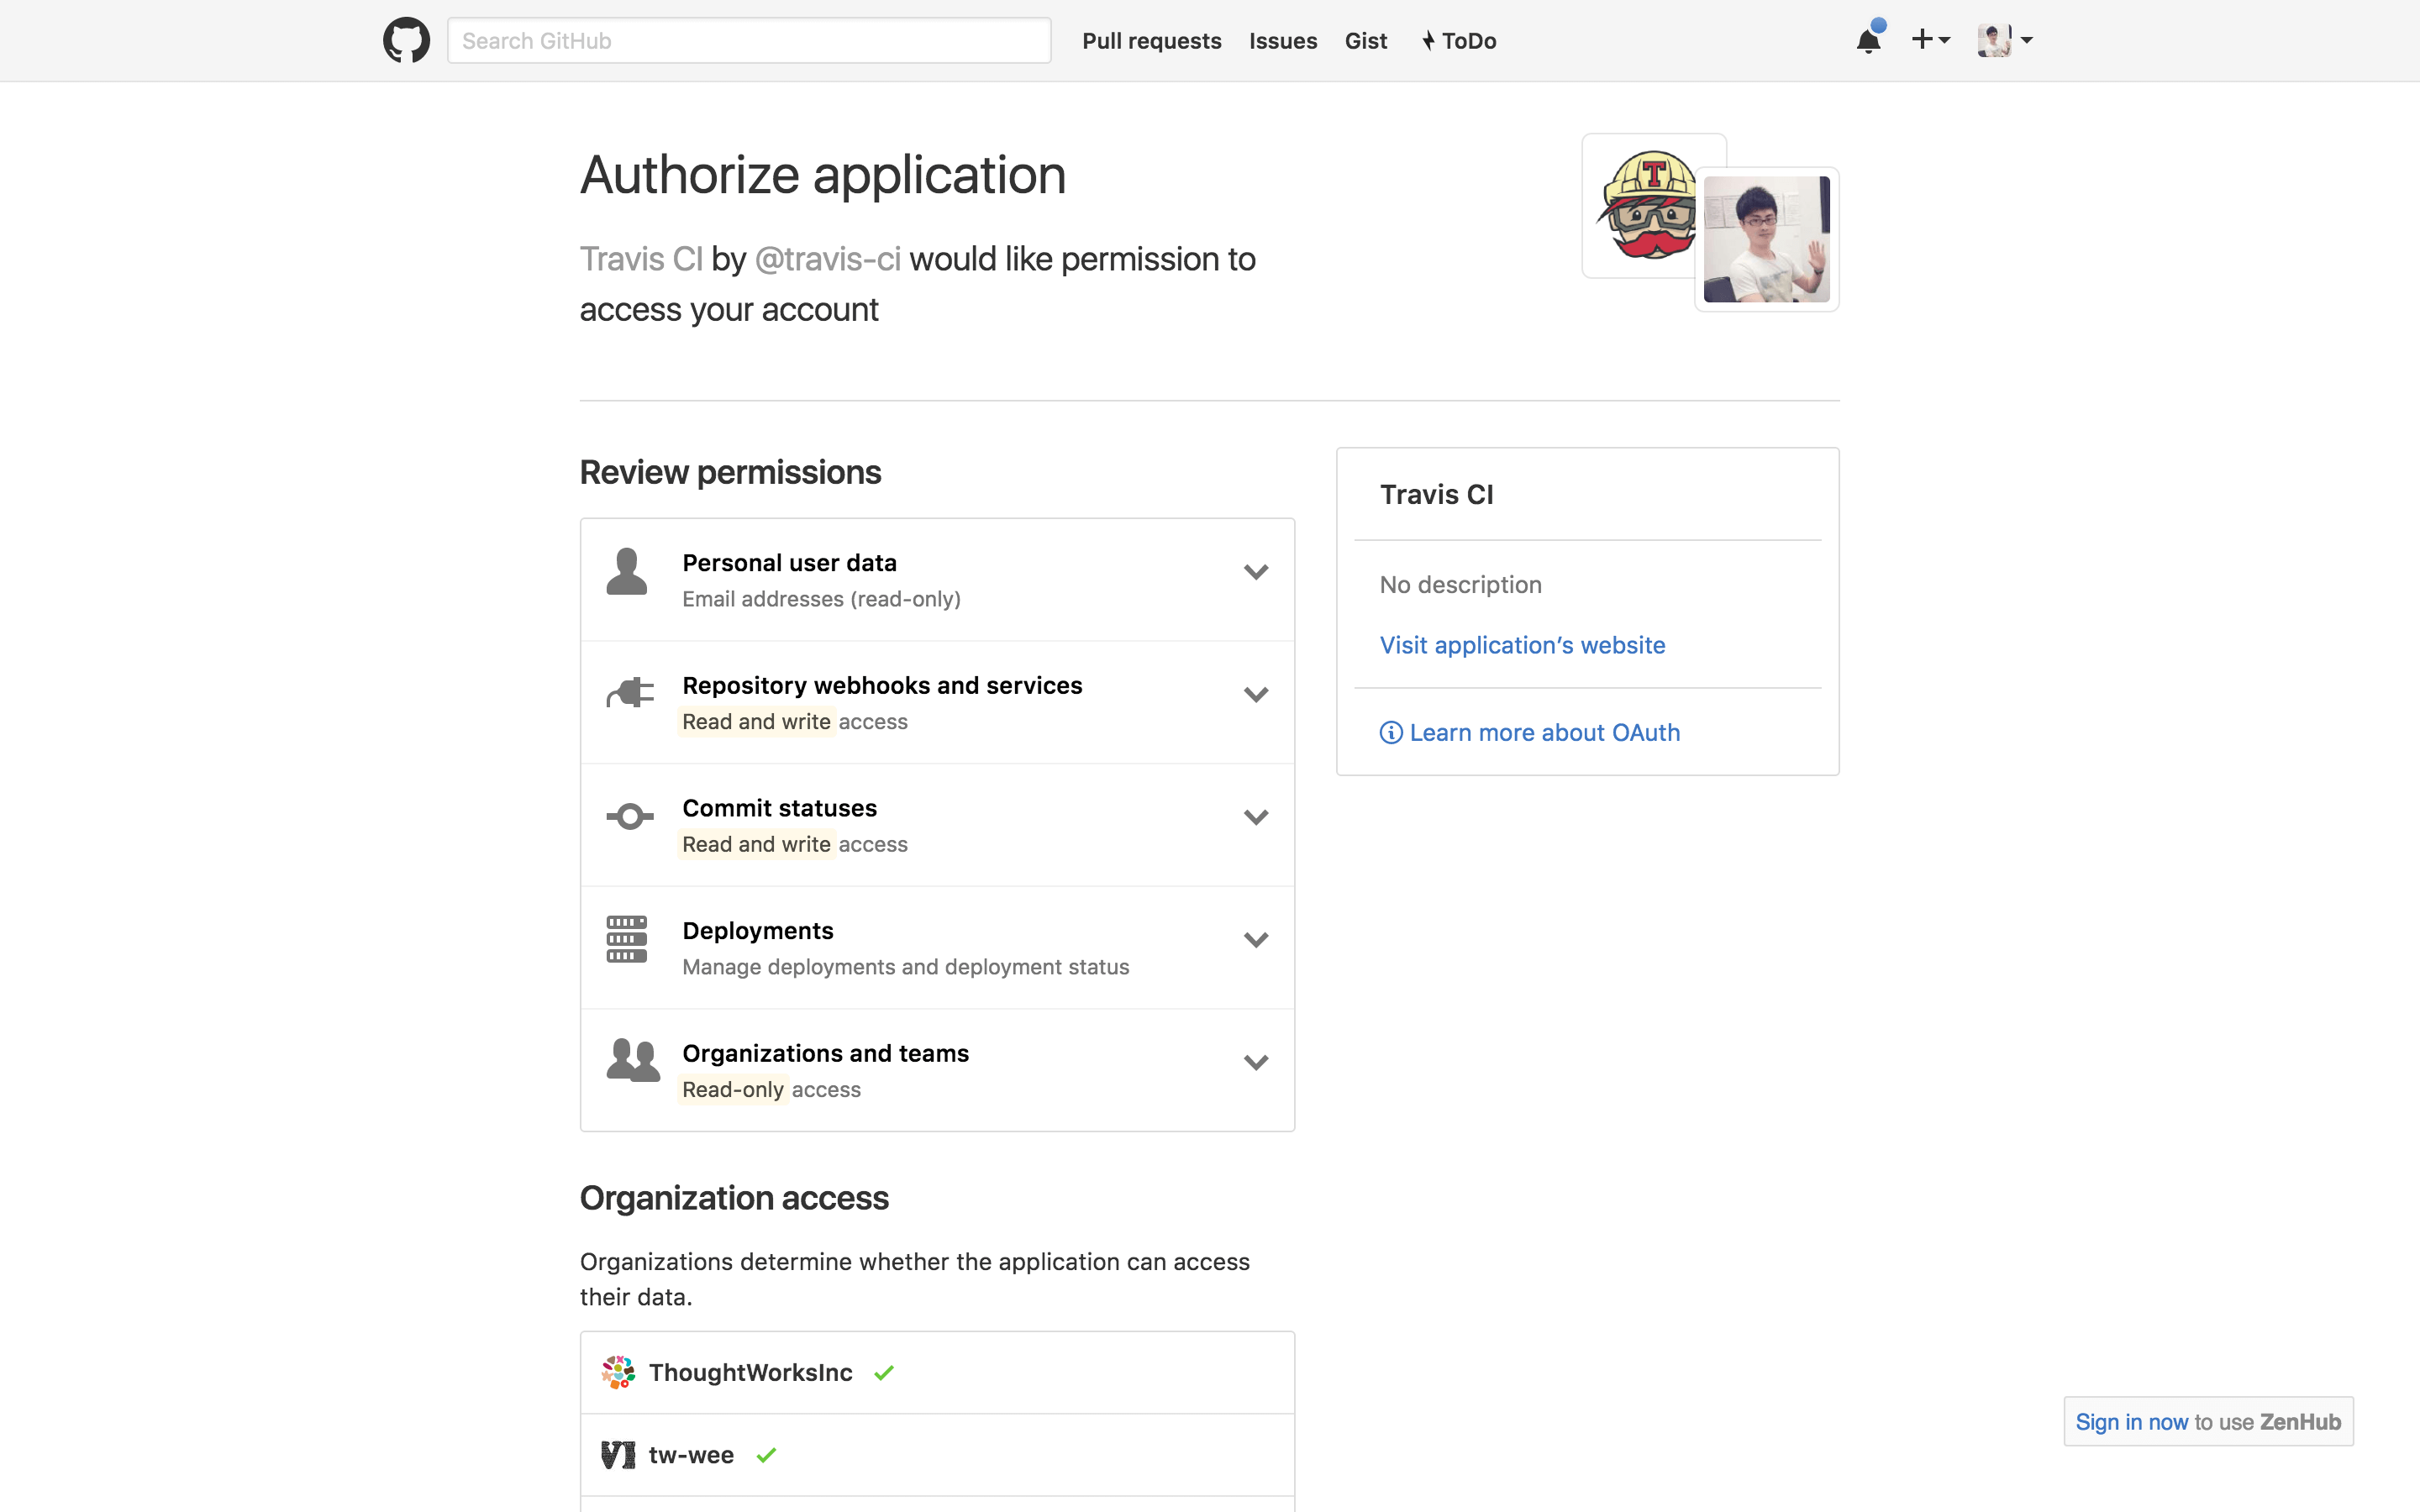 Search GitHub
Pull requests
Issues
Gist
ToDo
Authorize application
Travis CI by @travis-ci would like permission to
access your account
T
Review permissions
Personal user data
Email addresses (read-only)
Repository webhooks and services
Read and write access
Commit statuses
Read and write access
Deployments
Manage deployments and deployment status
Organizations and teams
Read-only access
Travis CI
No description
Visit application’s website
Learn more about OAuth
Organization access
Organizations determine whether the application can access
their data.
ThoughtWorksInc
tw-wee
Sign in now to use ZenHub